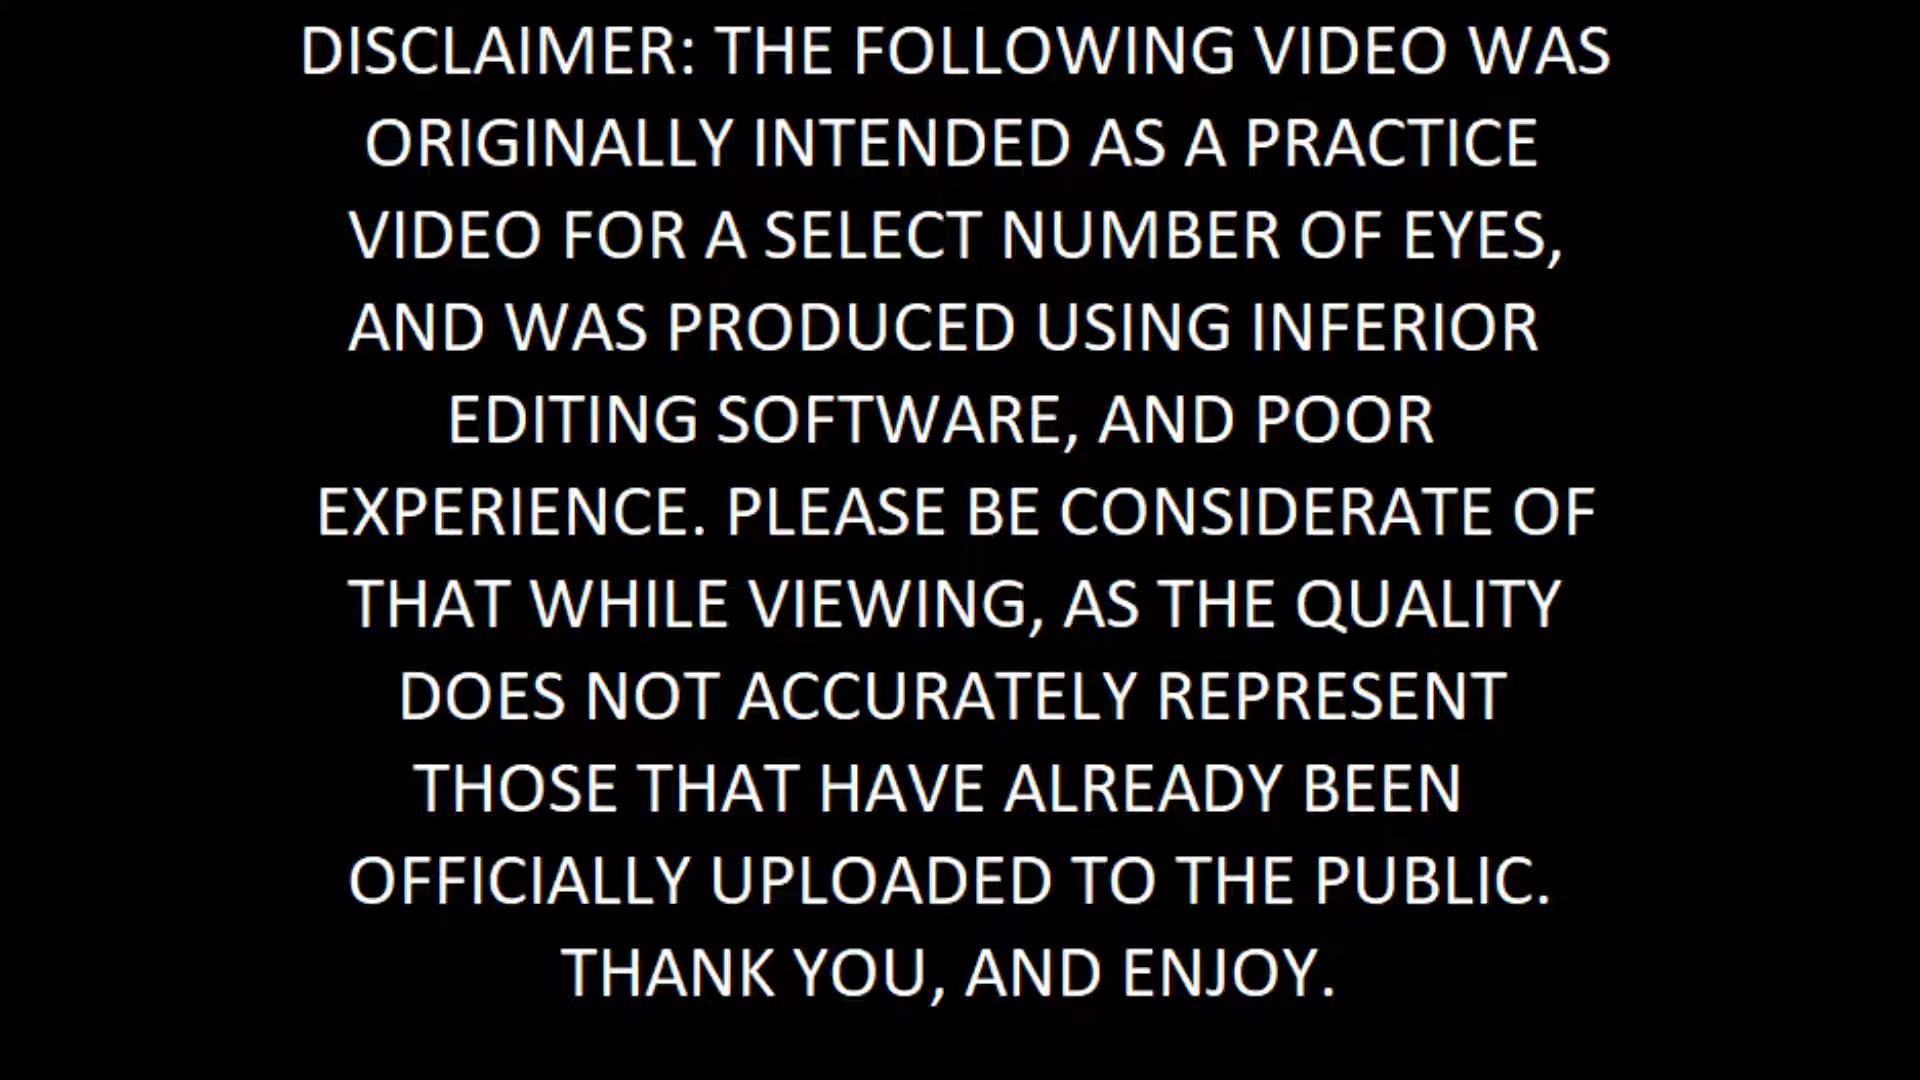 DISCLAIMER: THE FOLLOWING VIDEO WAS
ORIGINALLY INTENDED AS A PRACTICE
VIDEO FOR A SELECT NUMBER OF EYES,
AND WAS PRODUCED USING INFERIOR
EDITING SOFTWARE, AND POOR
EXPERIENCE. PLEASE BE CONSIDERATE OF
THAT WHILE VIEWING, AS THE QUALITY
DOES NOT ACCURATELY REPRESENT
THOSE THAT HAVE ALREADY BEEN
OFFICIALLY UPLOADED TO THE PUBLIC.
THANK YOU, AND ENJOY.